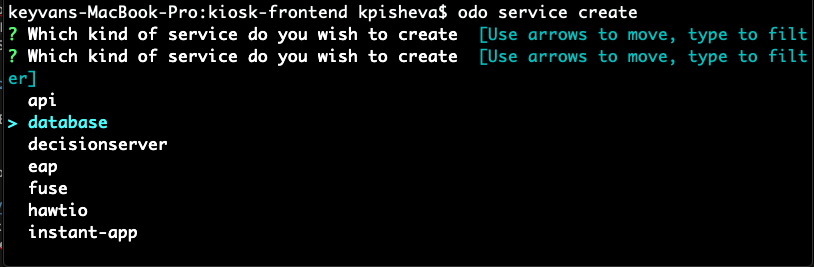 keyvans-MacBook-Pro:kiosk-frontend kpisheva$ odo service create
? Which kind of service do you wish to create  [Use arrows to move, type to filt
? Which kind of service do you wish to create  [Use arrows to move, type to filt
er]
  api
> database
  decisionserver
  eap
  fuse
  hawtio
  instant-app